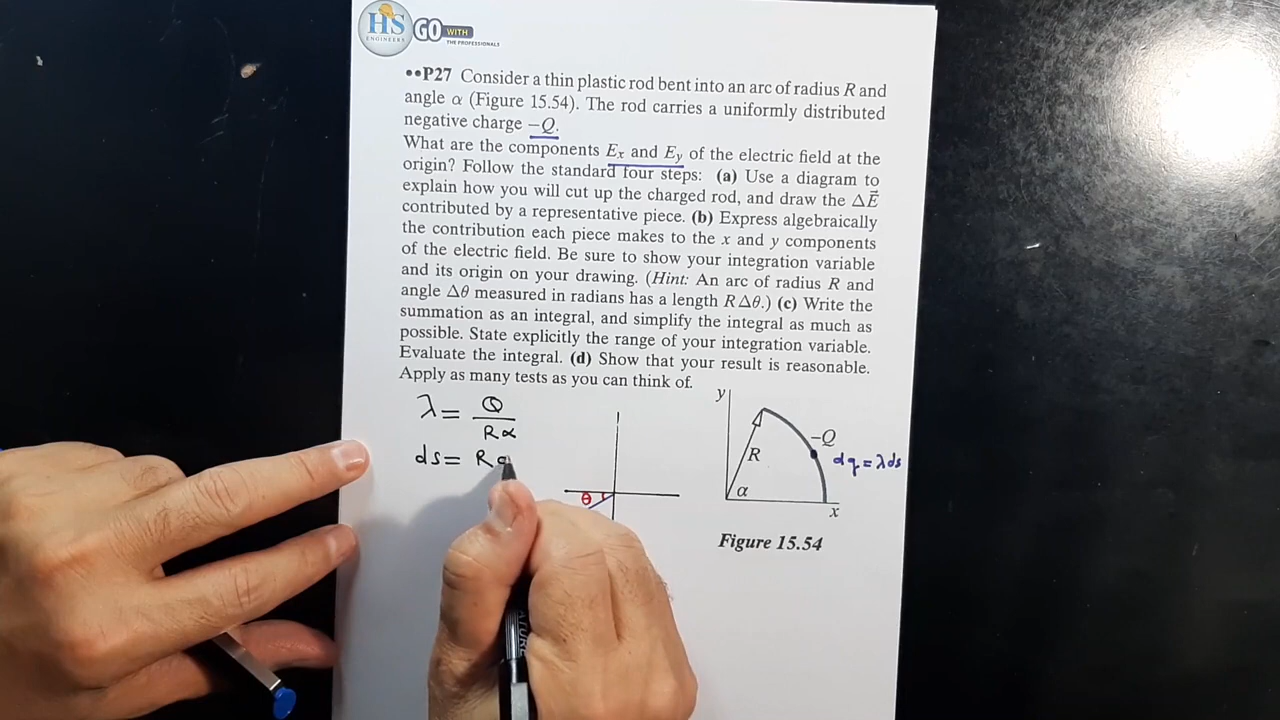 HS
ENGINEERS
GO WITH
THE PROFESSIONALS
••P27 Consider a thin plastic rod bent into an arc of radius R and
angle α (Figure 15.54). The rod carries a uniformly distributed
negative charge −Q.
What are the components Ex and Ey of the electric field at the
origin? Follow the standard four steps: (a) Use a diagram to
explain how you will cut up the charged rod, and draw the ΔE⃗
contributed by a representative piece. (b) Express algebraically
the contribution each piece makes to the x and y components
of the electric field. Be sure to show your integration variable
and its origin on your drawing. (Hint: An arc of radius R and
angle Δθ measured in radians has a length RΔθ.) (c) Write the
summation as an integral, and simplify the integral as much as
possible. State explicitly the range of your integration variable.
Evaluate the integral. (d) Show that your result is reasonable.
Apply as many tests as you can think of.
λ = Q / Rα
ds = R
θ
y
−Q
R
dq = λds
α
x
Figure 15.54